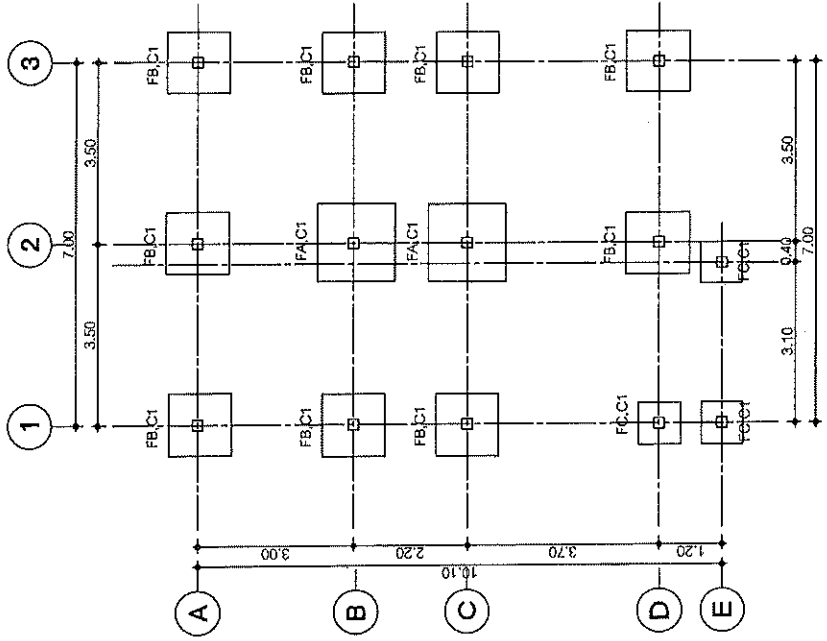 1
2
3
7.00
3.50
3.50
FB,C1
FB,C1
FB,C1
FB,C1
FA,C1
FB,C1
FB,C1
FA,C1
FB,C1
FC,C1
FB,C1
FB,C1
FC,C1
FC,C1
A
B
C
D
E
3.00
2.20
3.70
1.20
10.10
3.10
0.40
3.50
7.00